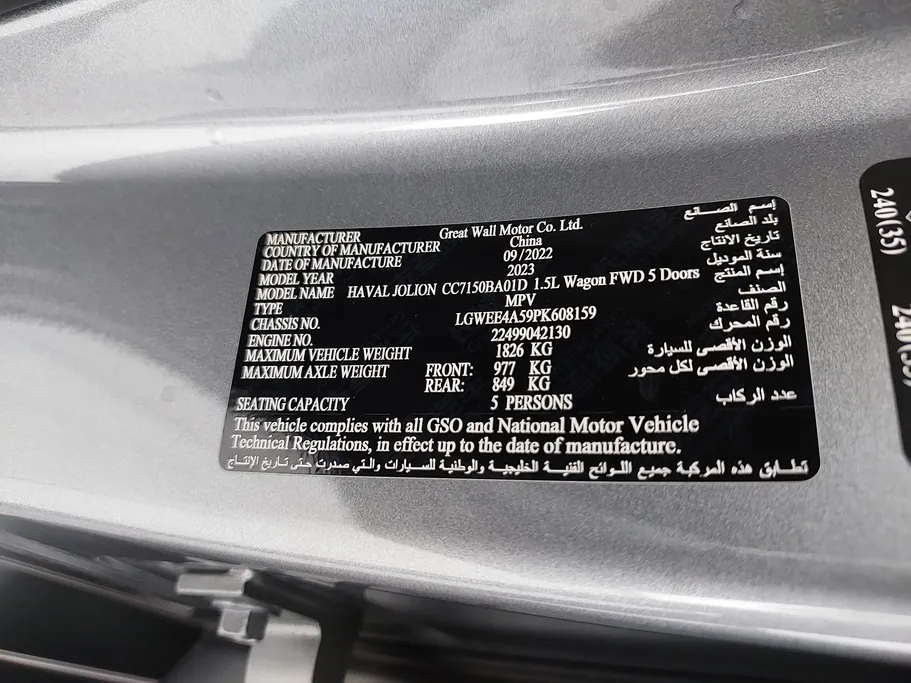 MANUFACTURER Great Wall Motor Co. Ltd. إسم الصانع
COUNTRY OF MANUFACTURER China بلد الصانع
DATE OF MANUFACTURE 09/2022 تاريخ الانتاج
MODEL YEAR 2023 سنة الموديل
MODEL NAME HAVAL JOLION CC7150BA01D 1.5L Wagon FWD 5 Doors إسم المنتج
TYPE MPV الصنف
CHASSIS NO. LGWEE4A59PK608159 رقم القاعدة
ENGINE NO. 22499042130 رقم المحرك
MAXIMUM VEHICLE WEIGHT 1826 KG الوزن الأقصى للسيارة
MAXIMUM AXLE WEIGHT FRONT: 977 KG الوزن الأقصى لكل محور
REAR: 849 KG
SEATING CAPACITY 5 PERSONS عدد الركاب
This vehicle complies with all GSO and National Motor Vehicle
Technical Regulations, in effect up to the date of manufacture.
تطابق هذه المركبة جميع اللوائح الفنية الخليجية والوطنية للسيارات والتي صدرت حتى تاريخ الإنتاج
240(35)